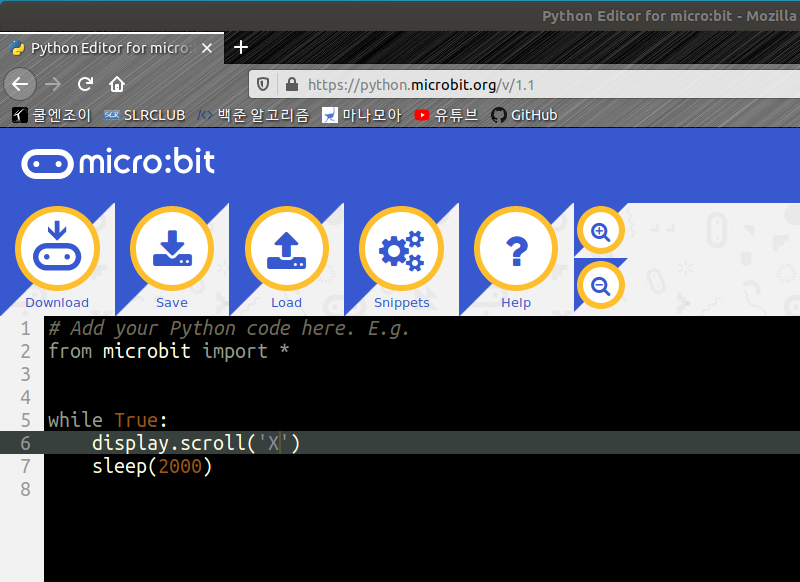 Python Editor for micro:bit - Mozilla
Python Editor for micro:
https://python.microbit.org/v/1.1
쿨엔조이 SLRCLUB 백준 알고리즘 마나모아 유튜브 GitHub
micro:bit
Download Save Load Snippets Help
1 # Add your Python code here. E.g.
2 from microbit import *
3
4
5 while True:
6     display.scroll('X')
7     sleep(2000)
8